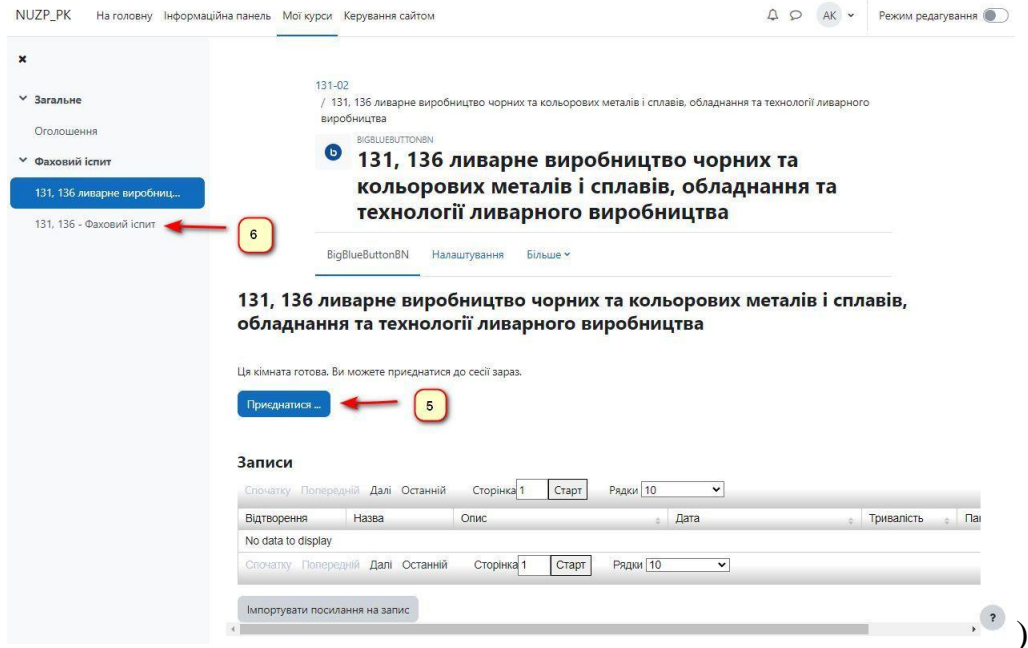 NUZP_PK На головну Інформаційна панель Мої курси Керування сайтом АК Режим редагування
Загальне
Оголошення
Фаховий іспит
131, 136 ливарне виробниц...
131, 136 - Фаховий іспит
6
131-02
/ 131, 136 ливарне виробництво чорних та кольорових металів і сплавів, обладнання та технології ливарного
виробництва
b
BIGBLUEBUTTONBN
131, 136 ливарне виробництво чорних та
кольорових металів і сплавів, обладнання та
технології ливарного виробництва
BigBlueButtonBN Налаштування Більше
131, 136 ливарне виробництво чорних та кольорових металів і сплавів,
обладнання та технології ливарного виробництва
Ця кімната готова. Ви можете приєднатися до сесії зараз.
Приєднатися ...
5
Записи
Спочатку Попередній Далі Останній Сторінка 1 Старт Рядки 10
Відтворення Назва Опис Дата Тривалість Пан
No data to display
Спочатку Попередній Далі Останній Сторінка 1 Старт Рядки 10
Імпортувати посилання на запис
?
)